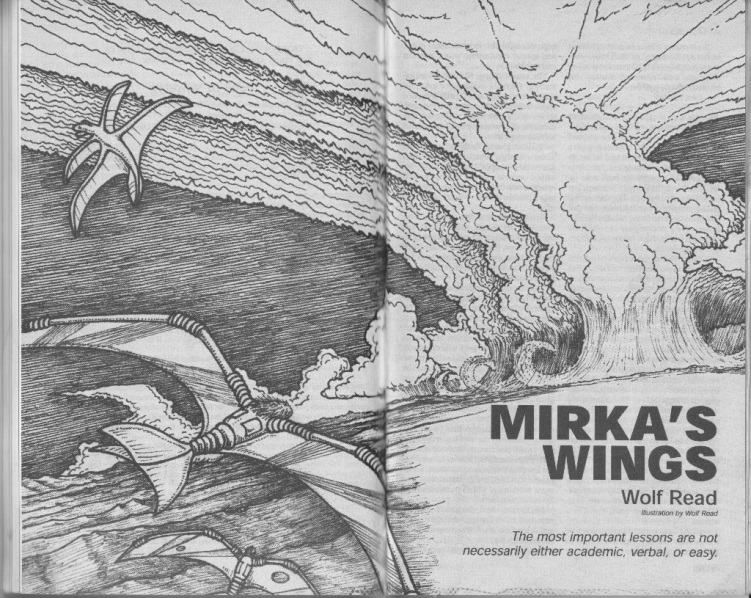 MIRKA'S
WINGS
Wolf Read
Illustration by Wolf Read
The most important lessons are not
necessarily either academic, verbal, or easy.